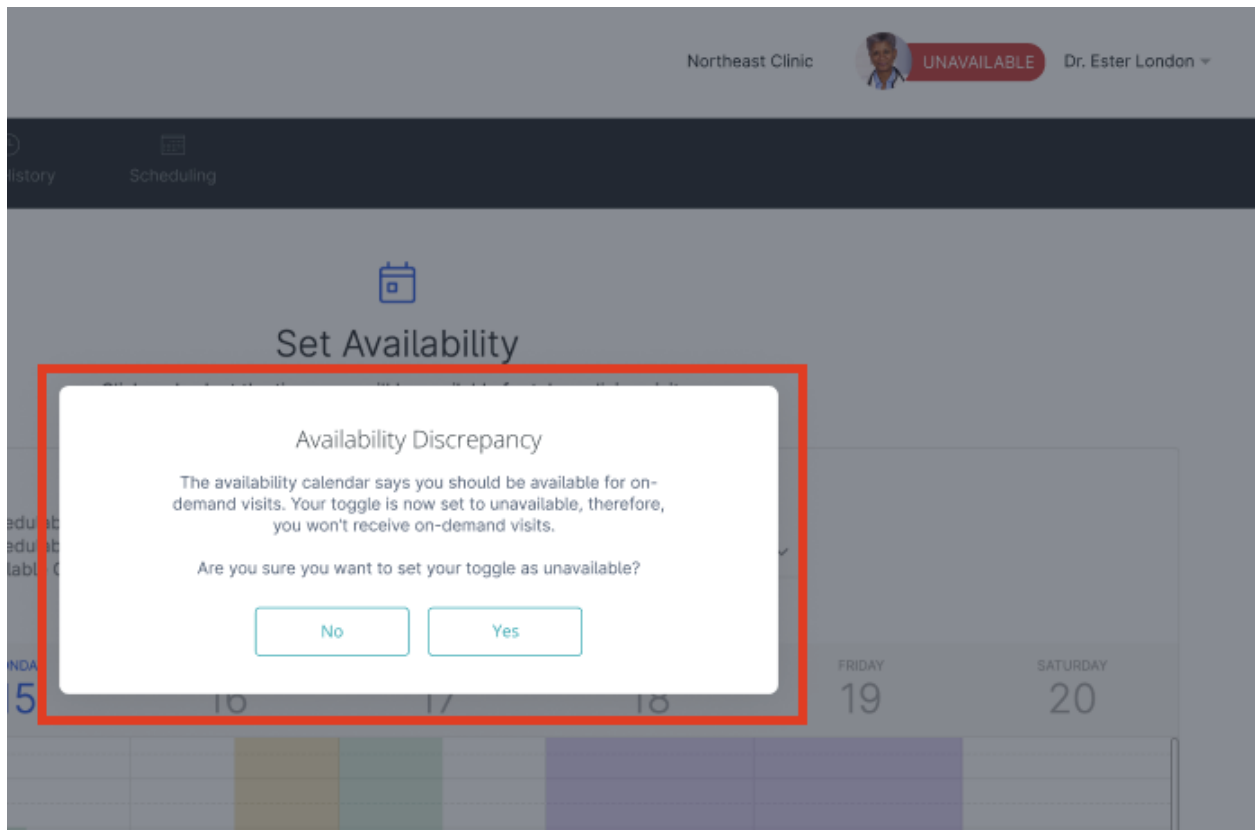 Northeast Clinic
UNAVAILABLE
Dr. Ester London
History
Scheduling
Set Availability
Availability Discrepancy
The availability calendar says you should be available for on-
demand visits. Your toggle is now set to unavailable, therefore,
you won't receive on-demand visits.
Are you sure you want to set your toggle as unavailable?
No
Yes
FRIDAY
SATURDAY
15
16
17
18
19
20